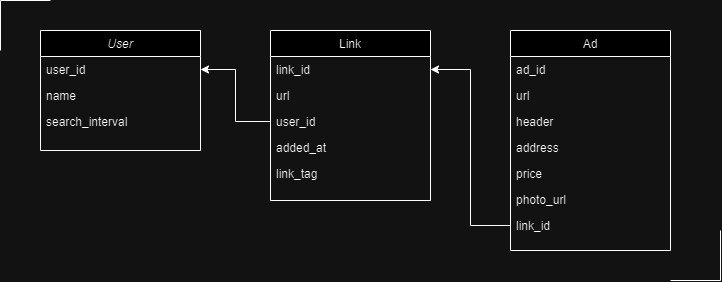 User
user_id
name
search_interval
Link
link_id
url
user_id
added_at
link_tag
Ad
ad_id
url
header
address
price
photo_url
link_id